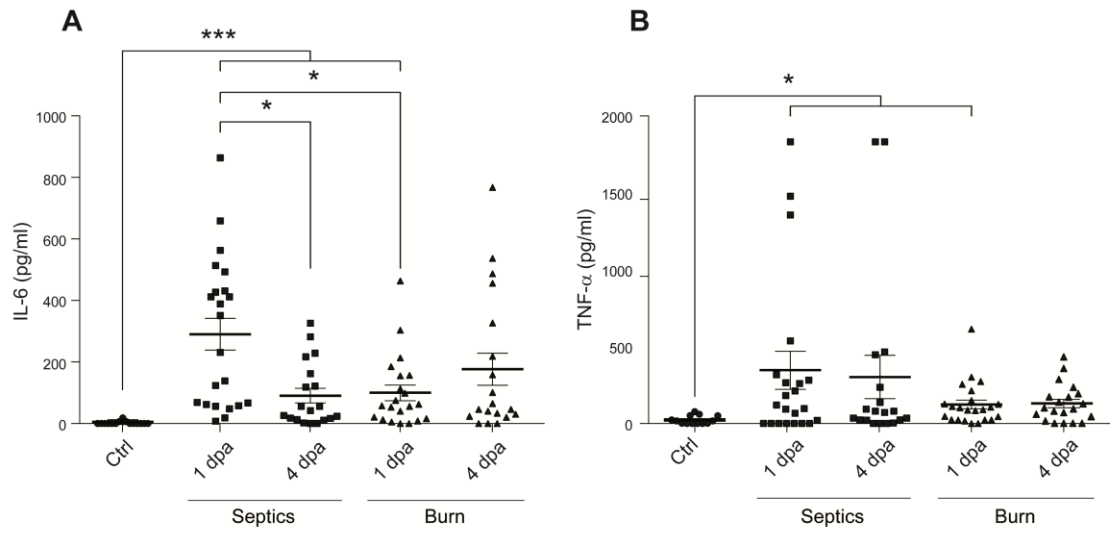 A
***
*
*
1000
800
600
400
200
0
IL-6 (pg/ml)
Ctrl
1 dpa
4 dpa
1 dpa
4 dpa
Septics
Burn
B
*
2000
1500
1000
500
0
TNF-α (pg/ml)
Ctrl
1 dpa
4 dpa
1 dpa
4 dpa
Septics
Burn